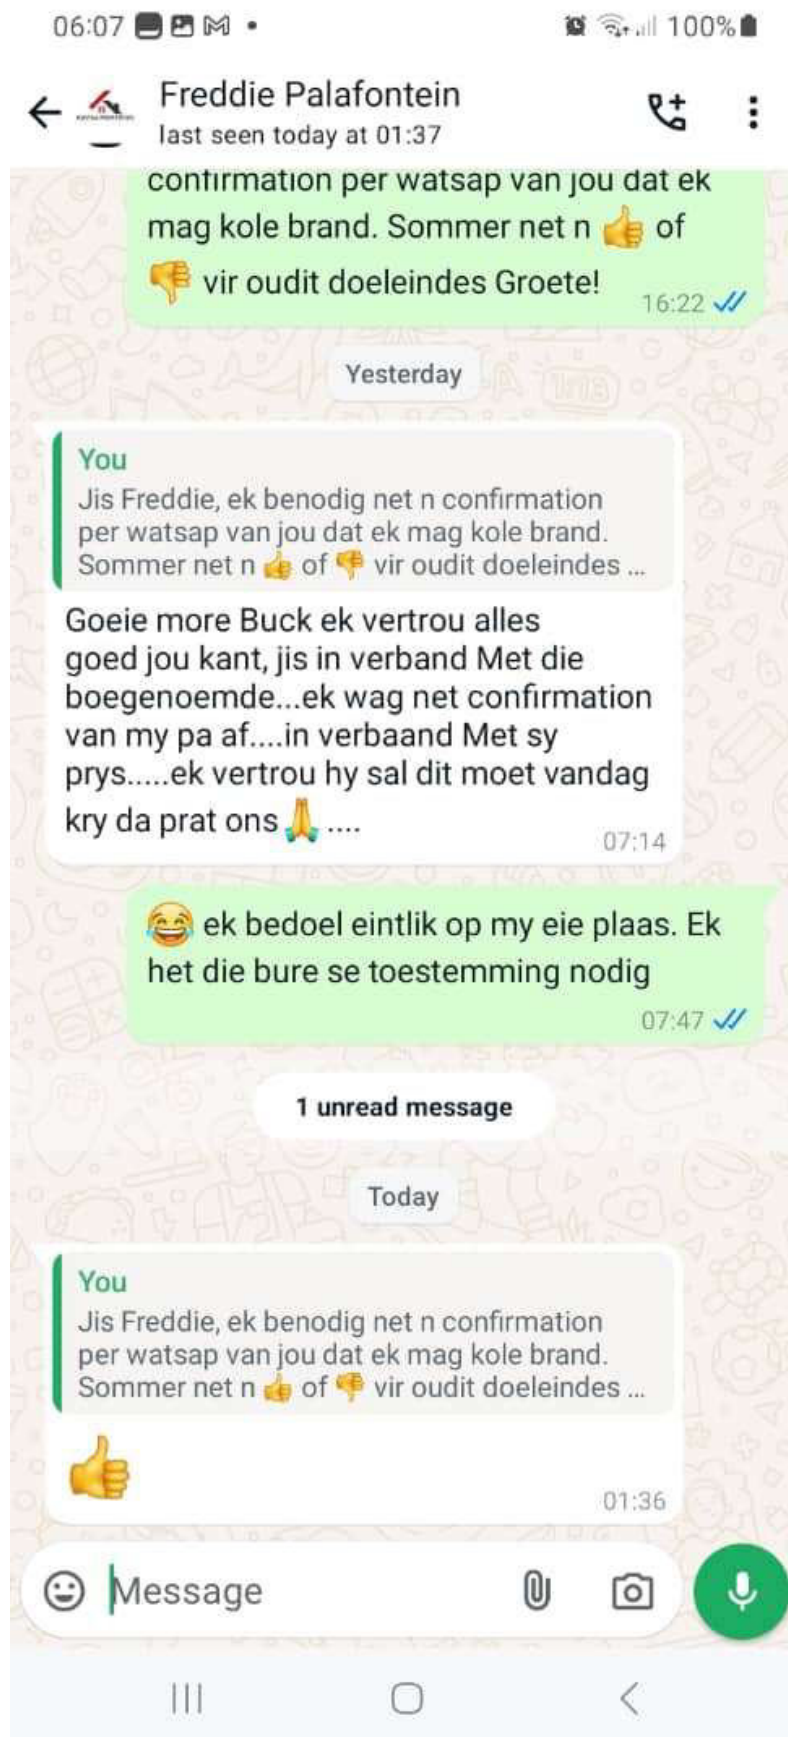 06:07
100%
Freddie Palafontein
last seen today at 01:37
confirmation per watsap van jou dat ek
mag kole brand. Sommer net n 👍 of
👎 vir oudit doeleindes Groete!
16:22
Yesterday
You
Jis Freddie, ek benodig net n confirmation
per watsap van jou dat ek mag kole brand.
Sommer net n 👍 of 👎 vir oudit doeleindes ...
Goeie more Buck ek vertrou alles
goed jou kant, jis in verband Met die
boegenoemde...ek wag net confirmation
van my pa af....in verbaand Met sy
prys.....ek vertrou hy sal dit moet vandag
kry da prat ons 🙏 ....
07:14
😂 ek bedoel eintlik op my eie plaas. Ek
het die bure se toestemming nodig
07:47
1 unread message
Today
You
Jis Freddie, ek benodig net n confirmation
per watsap van jou dat ek mag kole brand.
Sommer net n 👍 of 👎 vir oudit doeleindes ...
👍
01:36
Message